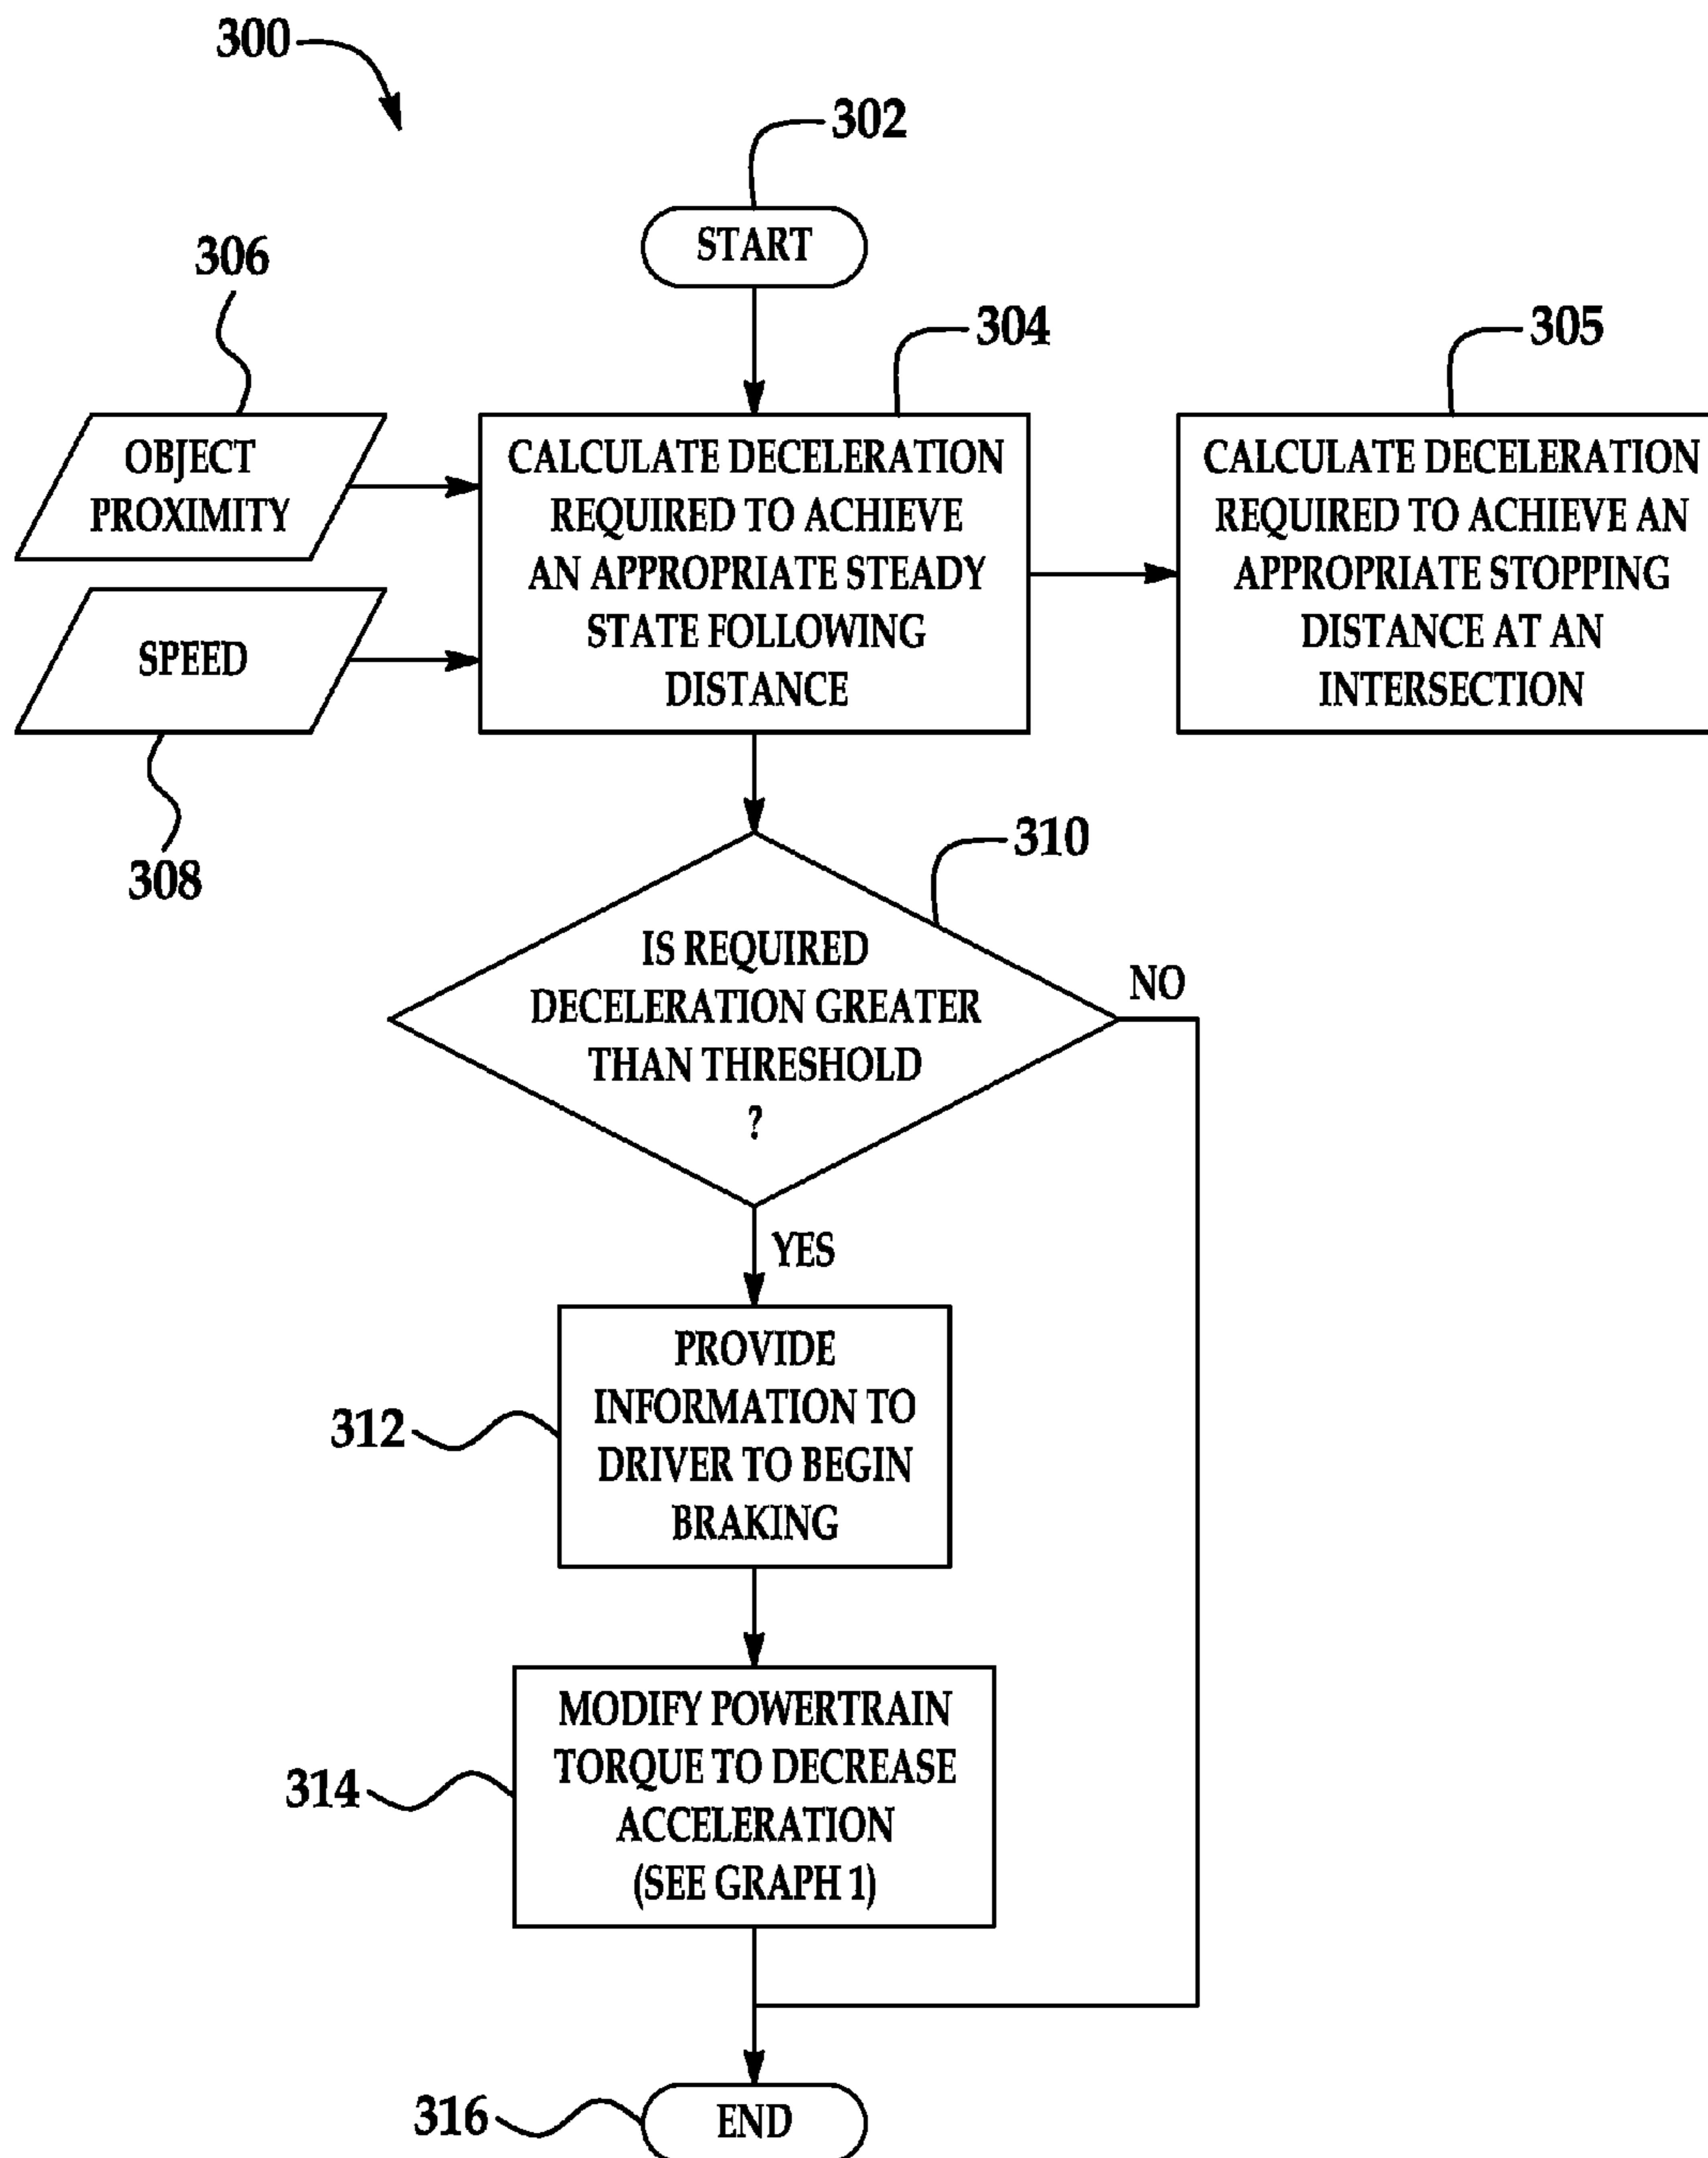 300
302
START
306
304
305
OBJECT
PROXIMITY
CALCULATE DECELERATION
REQUIRED TO ACHIEVE
AN APPROPRIATE STEADY
STATE FOLLOWING
DISTANCE
CALCULATE DECELERATION
REQUIRED TO ACHIEVE AN
APPROPRIATE STOPPING
DISTANCE AT AN
INTERSECTION
SPEED
308
310
IS REQUIRED
DECELERATION GREATER
THAN THRESHOLD
?
NO
YES
PROVIDE
INFORMATION TO
DRIVER TO BEGIN
BRAKING
312
MODIFY POWERTRAIN
TORQUE TO DECREASE
ACCELERATION
(SEE GRAPH 1)
314
316
END